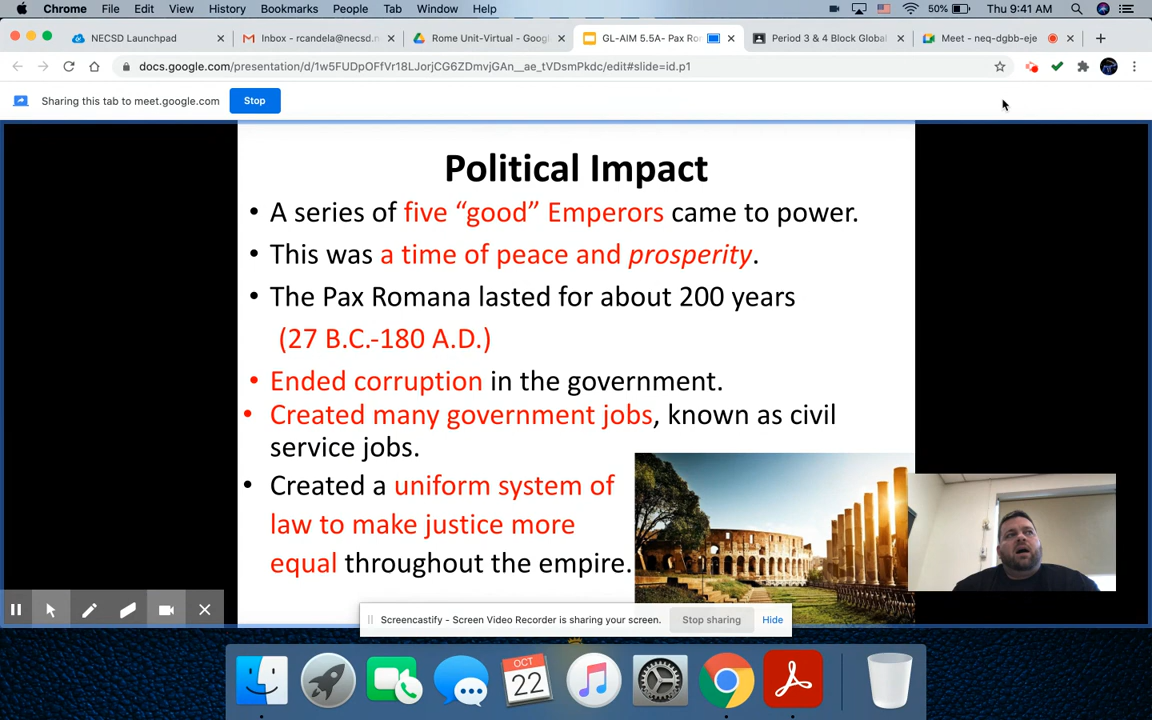 Chrome File Edit View History Bookmarks People Tab Window Help 50% Thu 9:41 AM
NECSD Launchpad Inbox - rcandela@necsd.n Rome Unit-Virtual - Goog GL-AIM 5.5A- Pax Ro Period 3 & 4 Block Global Meet - neq-dgbb-eje
docs.google.com/presentation/d/1w5FUDpOFfVr18LJorjCG6ZDmvjGAn__ae_tVDsmPkdc/edit#slide=id.p1
Sharing this tab to meet.google.com Stop
Political Impact
• A series of five “good” Emperors came to power.
• This was a time of peace and prosperity.
• The Pax Romana lasted for about 200 years
(27 B.C.-180 A.D.)
• Ended corruption in the government.
• Created many government jobs, known as civil
service jobs.
• Created a uniform system of
law to make justice more
equal throughout the empire.
Screencastify - Screen Video Recorder is sharing your screen. Stop sharing Hide
OCT
22